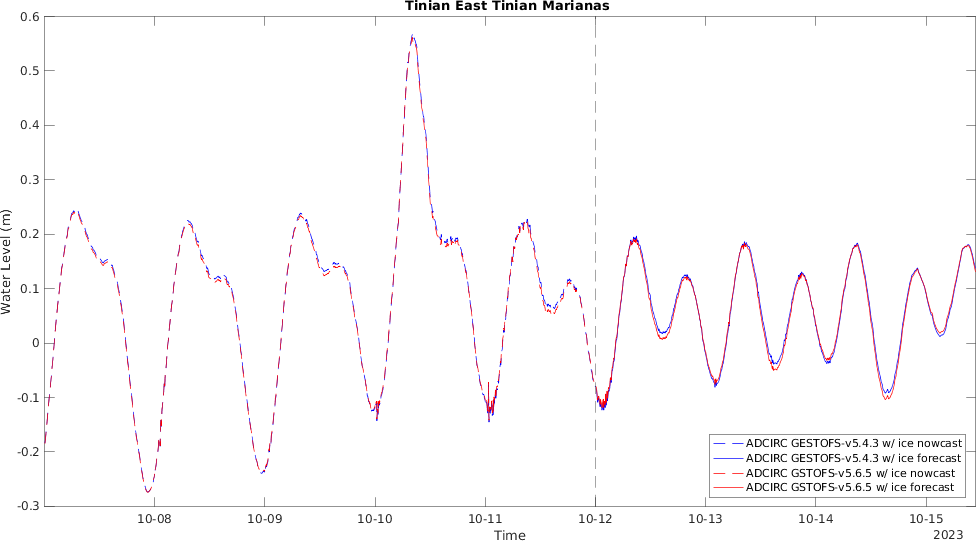 Tinian East Tinian Marianas
0.6
0.5
0.4
0.3
0.2
0.1
0
-0.1
-0.2
-0.3
Water Level (m)
ADCIRC GESTOFS-v5.4.3 w/ ice nowcast
ADCIRC GESTOFS-v5.4.3 w/ ice forecast
ADCIRC GSTOFS-v5.6.5 w/ ice nowcast
ADCIRC GSTOFS-v5.6.5 w/ ice forecast
10-08 10-09 10-10 10-11 10-12 10-13 10-14 10-15
Time
2023